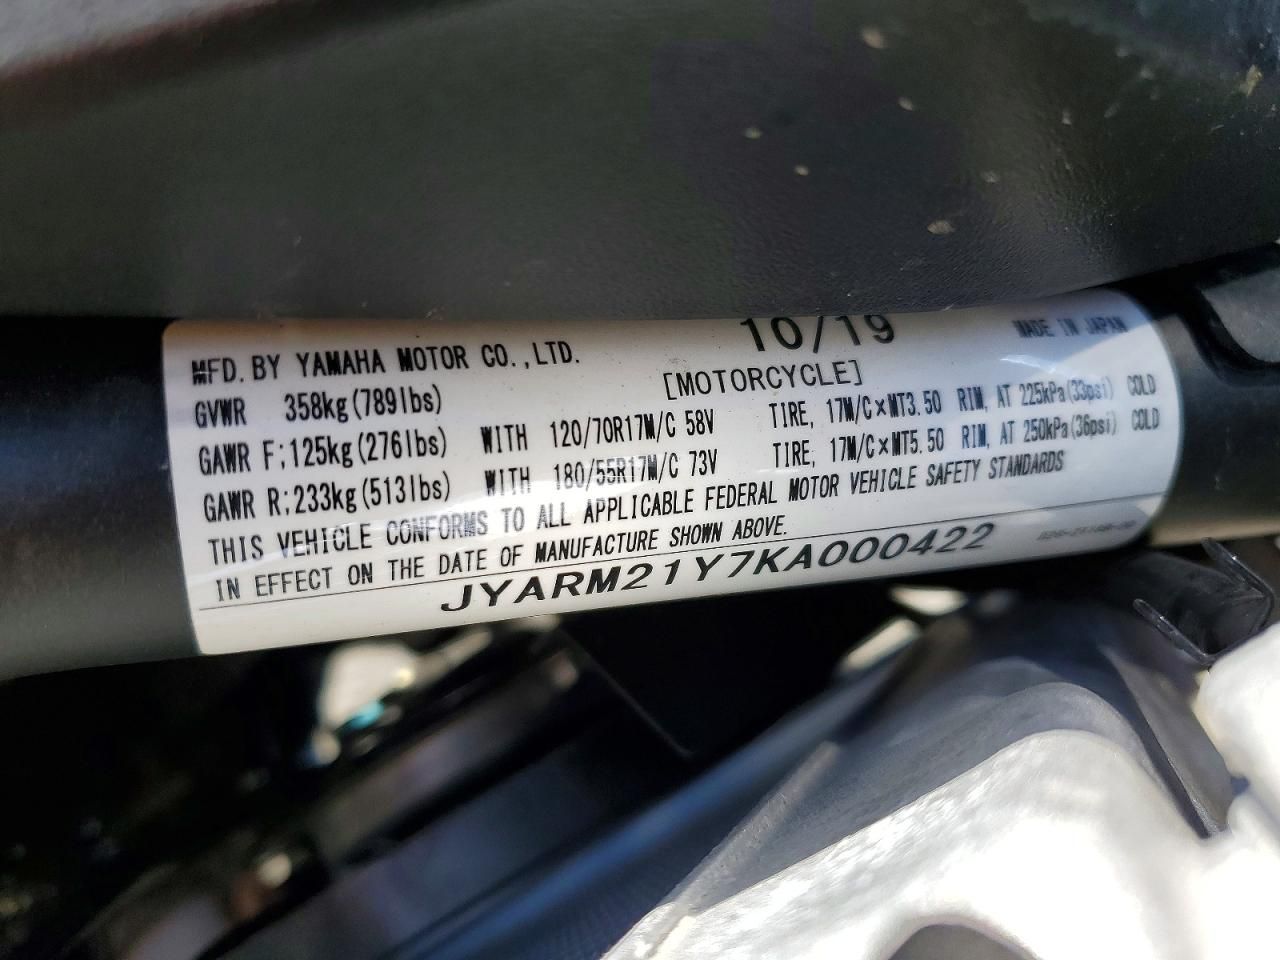 10/19 MADE IN JAPAN
MFD. BY YAMAHA MOTOR CO., LTD.
[MOTORCYCLE]
GVWR 358kg(789lbs)
GAWR F:125kg(276lbs) WITH 120/70R17M/C 58V TIRE, 17M/C×MT3.50 RIM, AT 225kPa(33psi) COLD
GAWR R:233kg(513lbs) WITH 180/55R17M/C 73V TIRE, 17M/C×MT5.50 RIM, AT 250kPa(36psi) COLD
THIS VEHICLE CONFORMS TO ALL APPLICABLE FEDERAL MOTOR VEHICLE SAFETY STANDARDS
IN EFFECT ON THE DATE OF MANUFACTURE SHOWN ABOVE.
JYARM21Y7KA000422